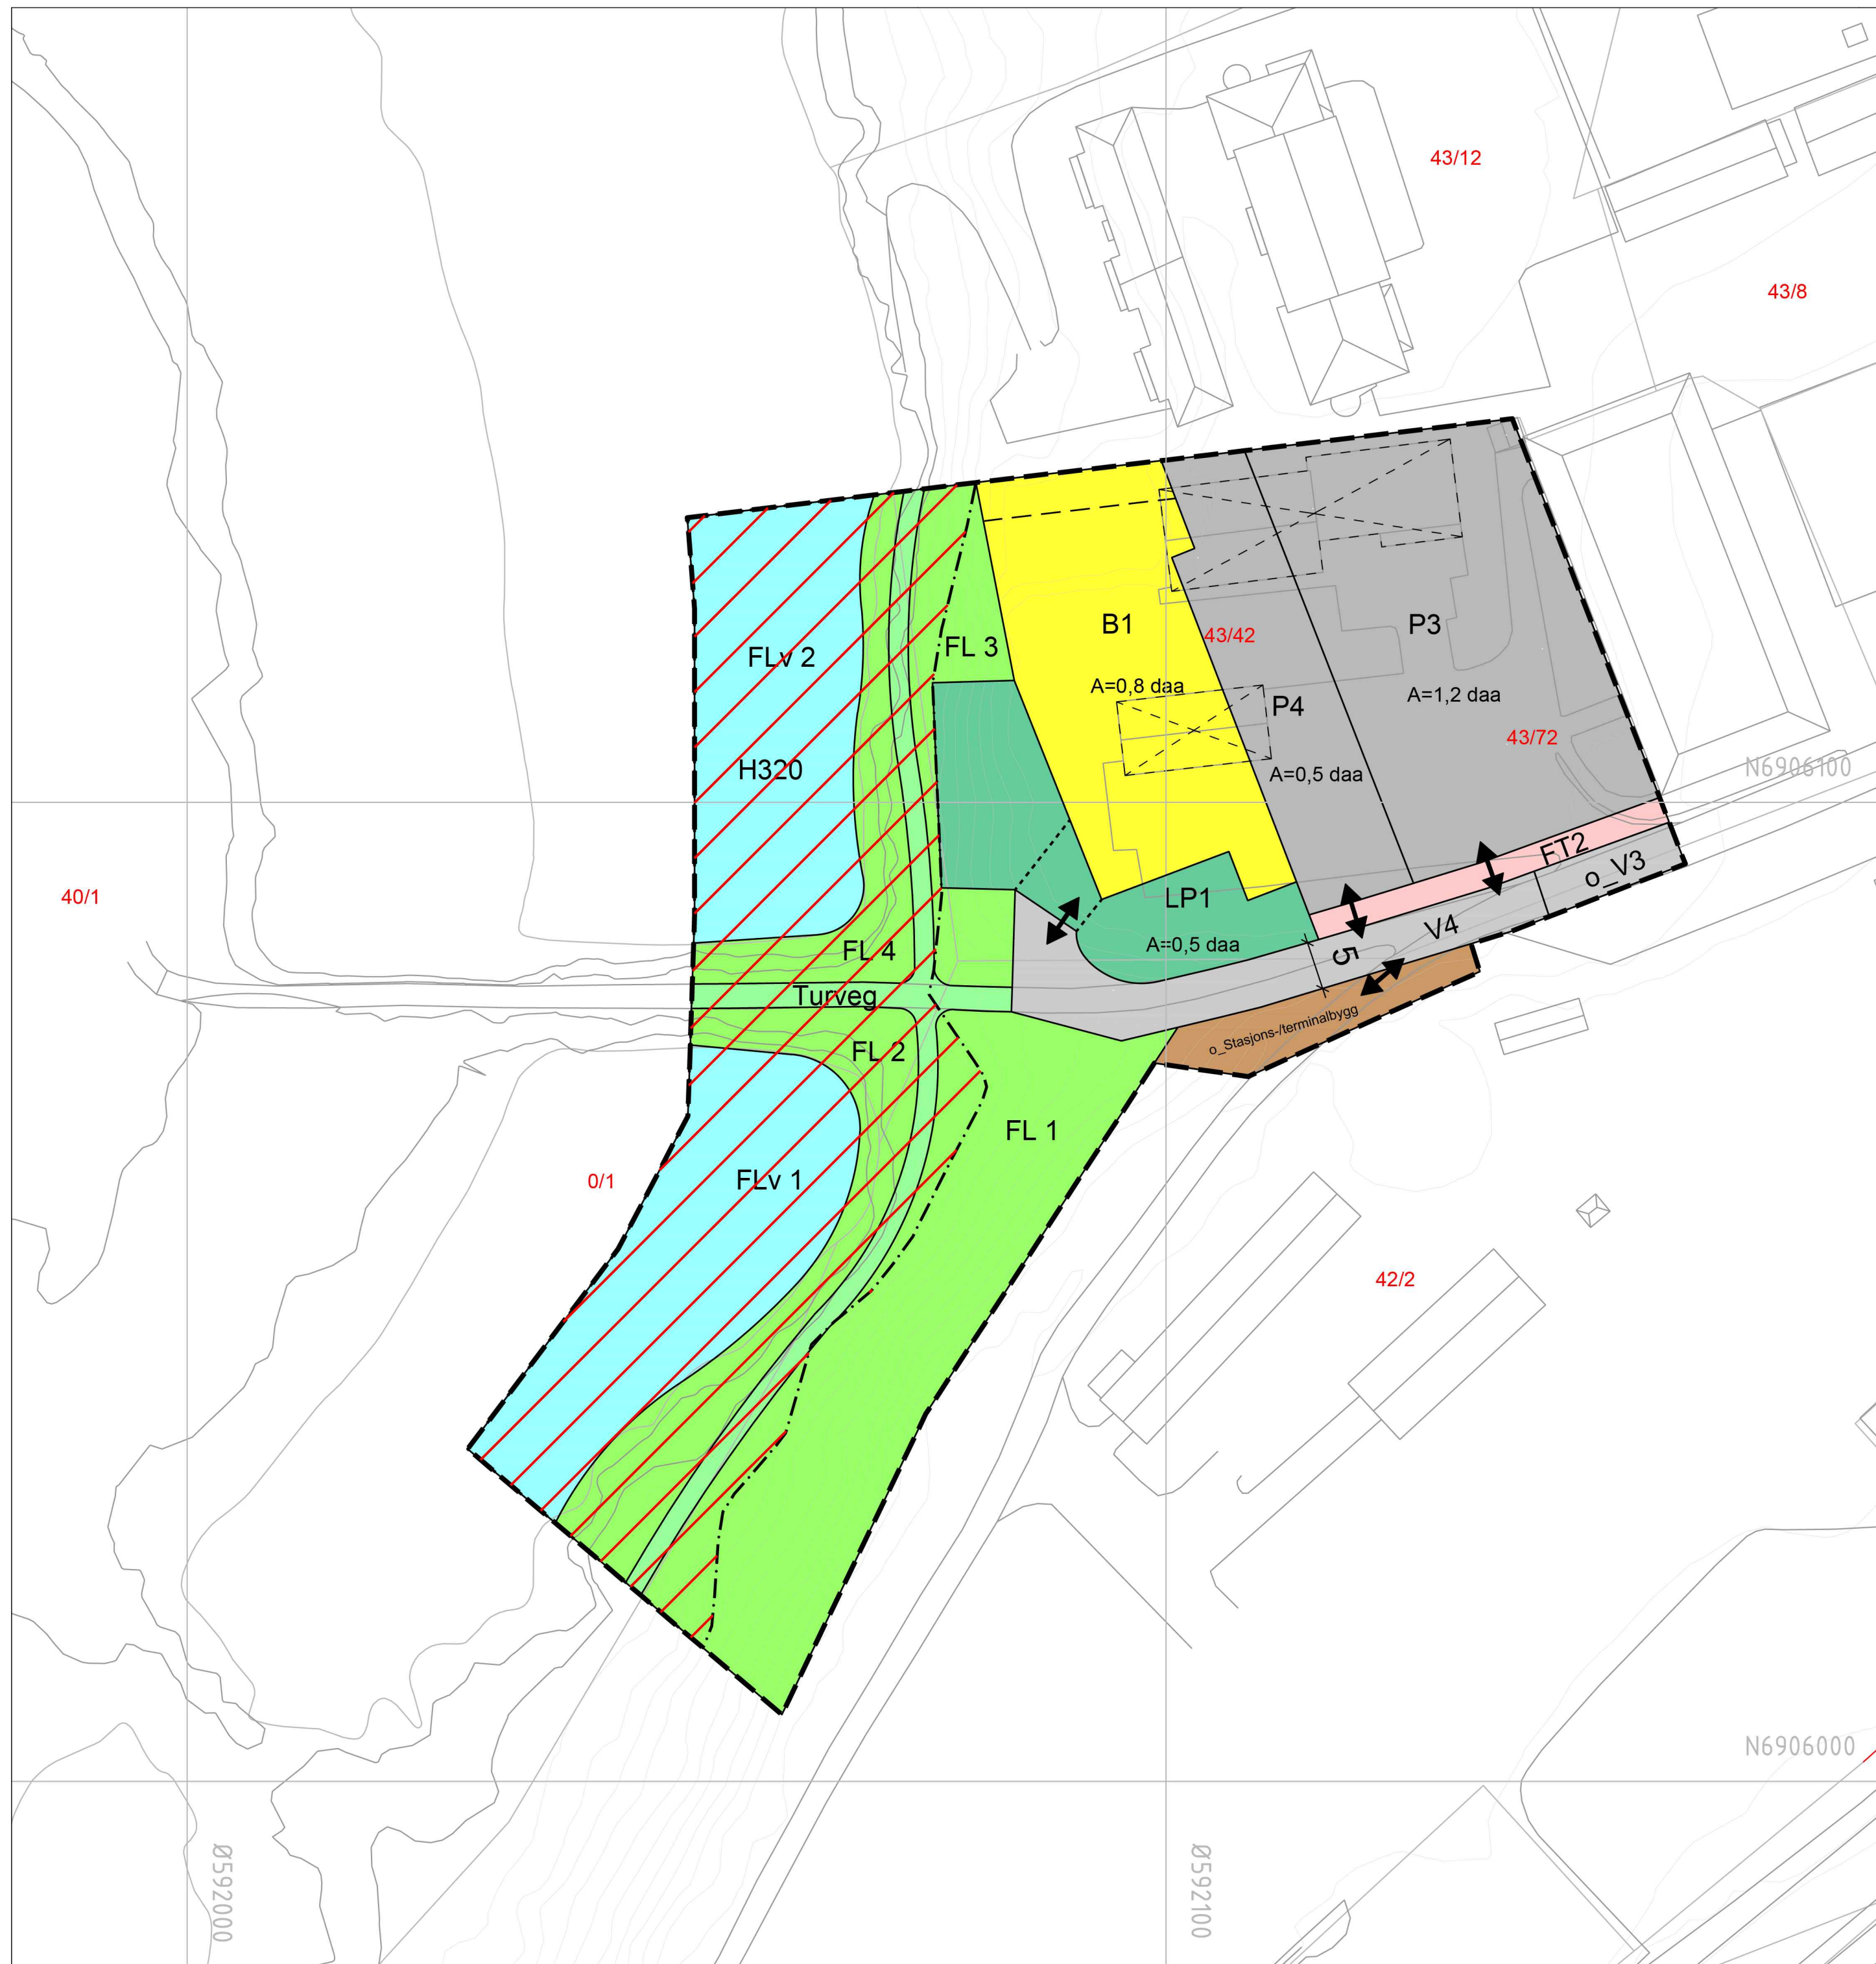 43/12
43/8
B1
43/42
P3
FL 3
FLv 2
A=0,8 daa
A=1,2 daa
P4
43/72
H320
A=0,5 daa
N6906100
FT2
o_V3
40/1
LP1
V4
FL 4
A=0,5 daa
5
Turveg
o_Stasjons-/terminalbygg
FL 2
FL 1
FLv 1
0/1
42/2
N6906000
Ø592000
Ø592100